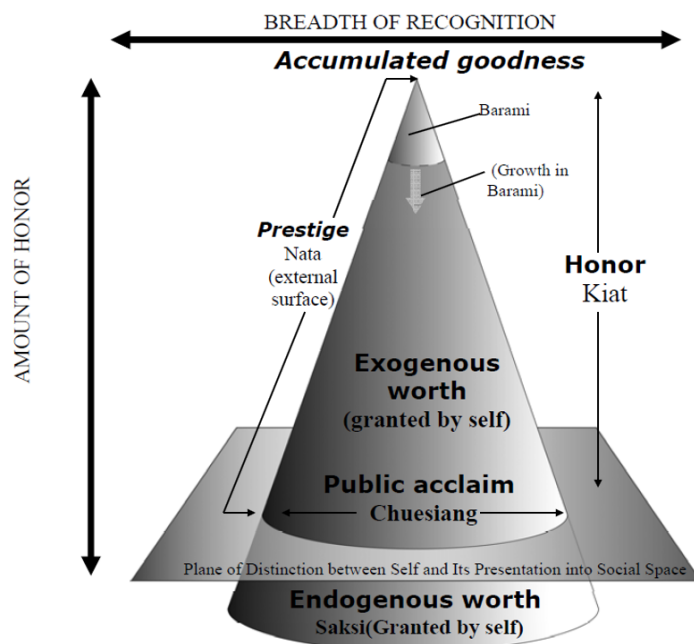 BREADTH OF RECOGNITION
Accumulated goodness
Barami
(Growth in
Barami)
AMOUNT OF HONOR
Prestige
Nata
(external
surface)
Honor
Kiat
Exogenous
worth
(granted by self)
Public acclaim
Chuesiang
Plane of Distinction between Self and Its Presentation into Social Space
Endogenous worth
Saksi(Granted by self)